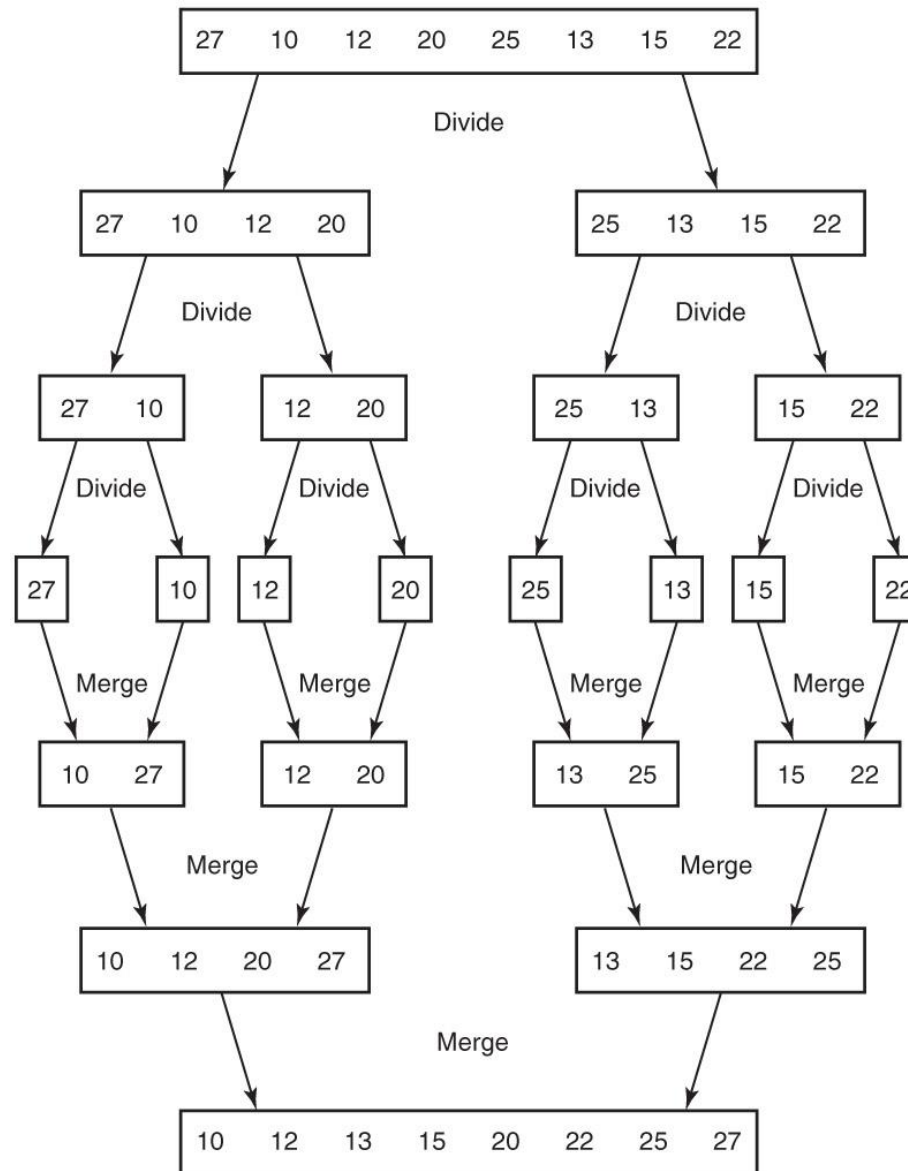 27 10 12 20 25 13 15 22
Divide
27 10 12 20 25 13 15 22
Divide Divide
27 10 12 20 25 13 15 22
Divide Divide Divide Divide
27 10 12 20 25 13 15 22
Merge Merge Merge Merge
10 27 12 20 13 25 15 22
Merge Merge
10 12 20 27 13 15 22 25
Merge
10 12 13 15 20 22 25 27